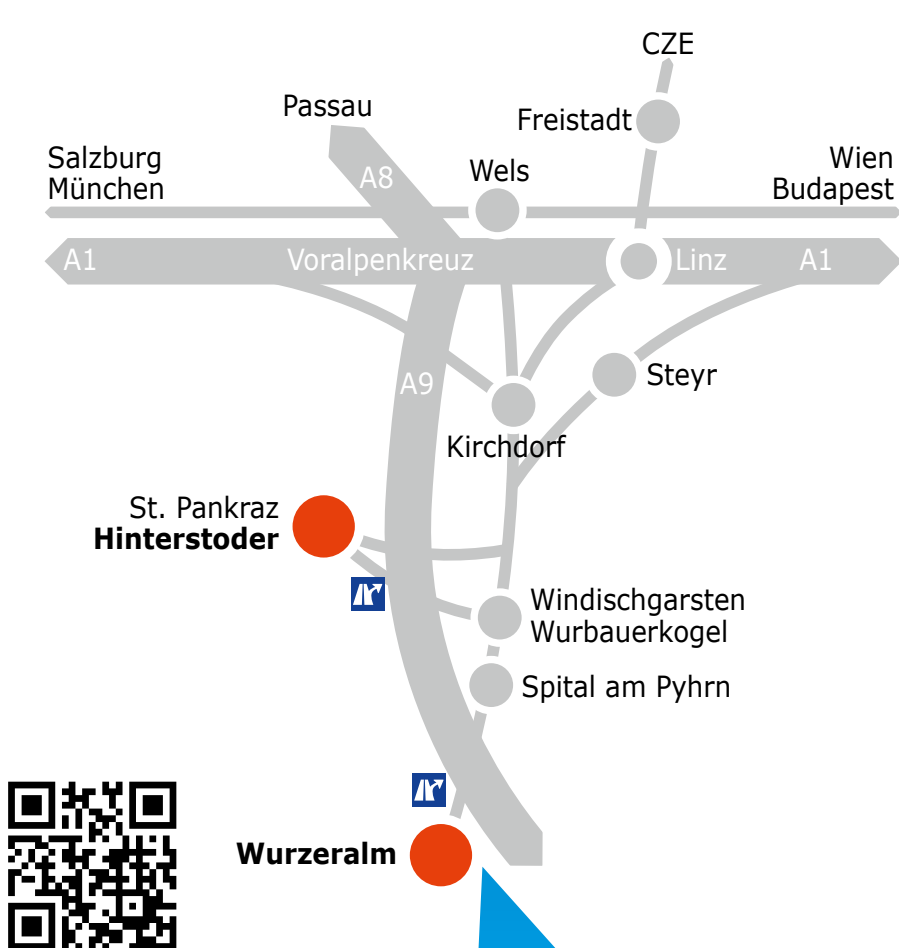 CZE
Passau
Freistadt
Salzburg
München
A8
Wels
Wien
Budapest
A1
Voralpenkreuz
Linz
A1
A9
Steyr
Kirchdorf
St. Pankraz
Hinterstoder
Windischgarsten
Wurbauerkogel
Spital am Pyhrn
Wurzeralm